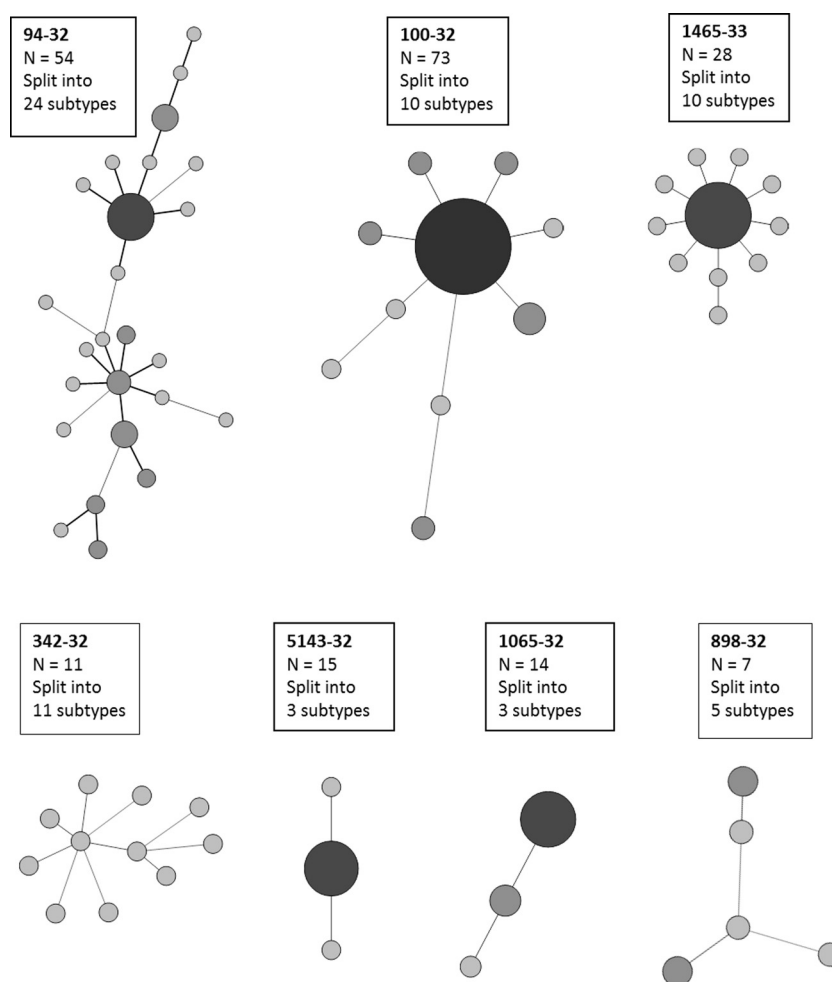 94-32
N = 54
Split into
24 subtypes
100-32
N = 73
Split into
10 subtypes
1465-33
N = 28
Split into
10 subtypes
342-32
N = 11
Split into
11 subtypes
5143-32
N = 15
Split into
3 subtypes
1065-32
N = 14
Split into
3 subtypes
898-32
N = 7
Split into
5 subtypes